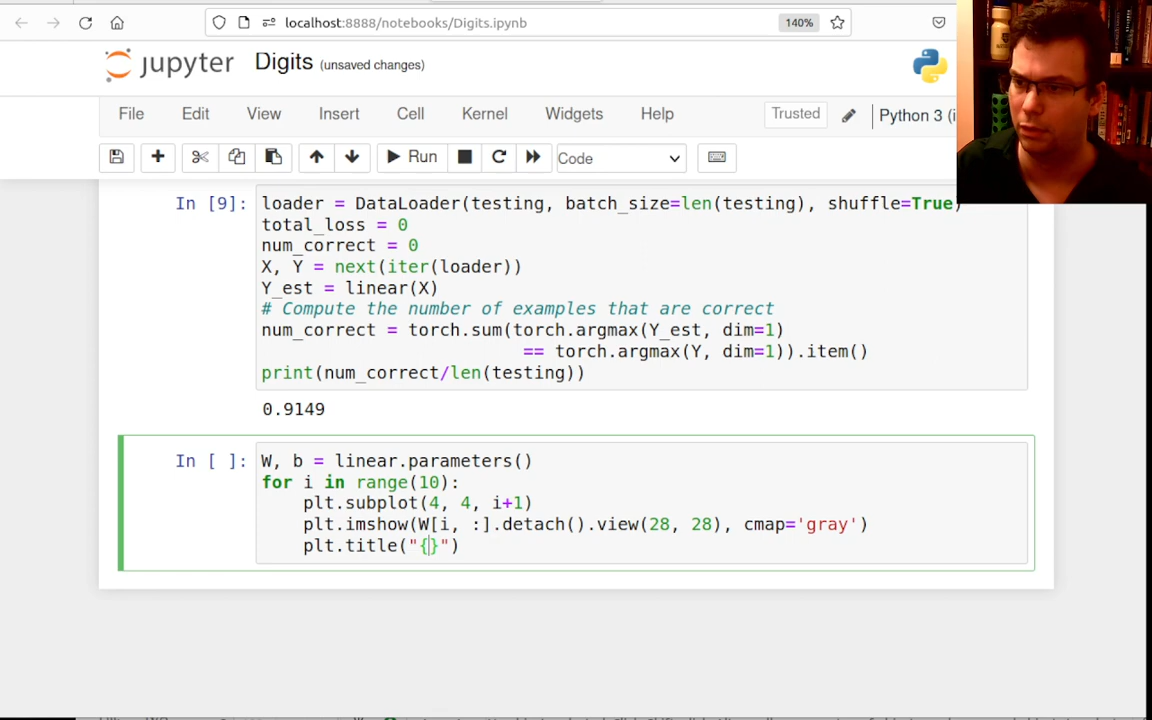 localhost:8888/notebooks/Digits.ipynb
140%
jupyter Digits (unsaved changes)
File Edit View Insert Cell Kernel Widgets Help
Trusted
Python 3 (i
Run
Code
In [9]:
loader = DataLoader(testing, batch_size=len(testing), shuffle=True)
total_loss = 0
num_correct = 0
X, Y = next(iter(loader))
Y_est = linear(X)
# Compute the number of examples that are correct
num_correct = torch.sum(torch.argmax(Y_est, dim=1)
== torch.argmax(Y, dim=1)).item()
print(num_correct/len(testing))
0.9149
In [ ]:
W, b = linear.parameters()
for i in range(10):
plt.subplot(4, 4, i+1)
plt.imshow(W[i, :].detach().view(28, 28), cmap='gray')
plt.title("{}")